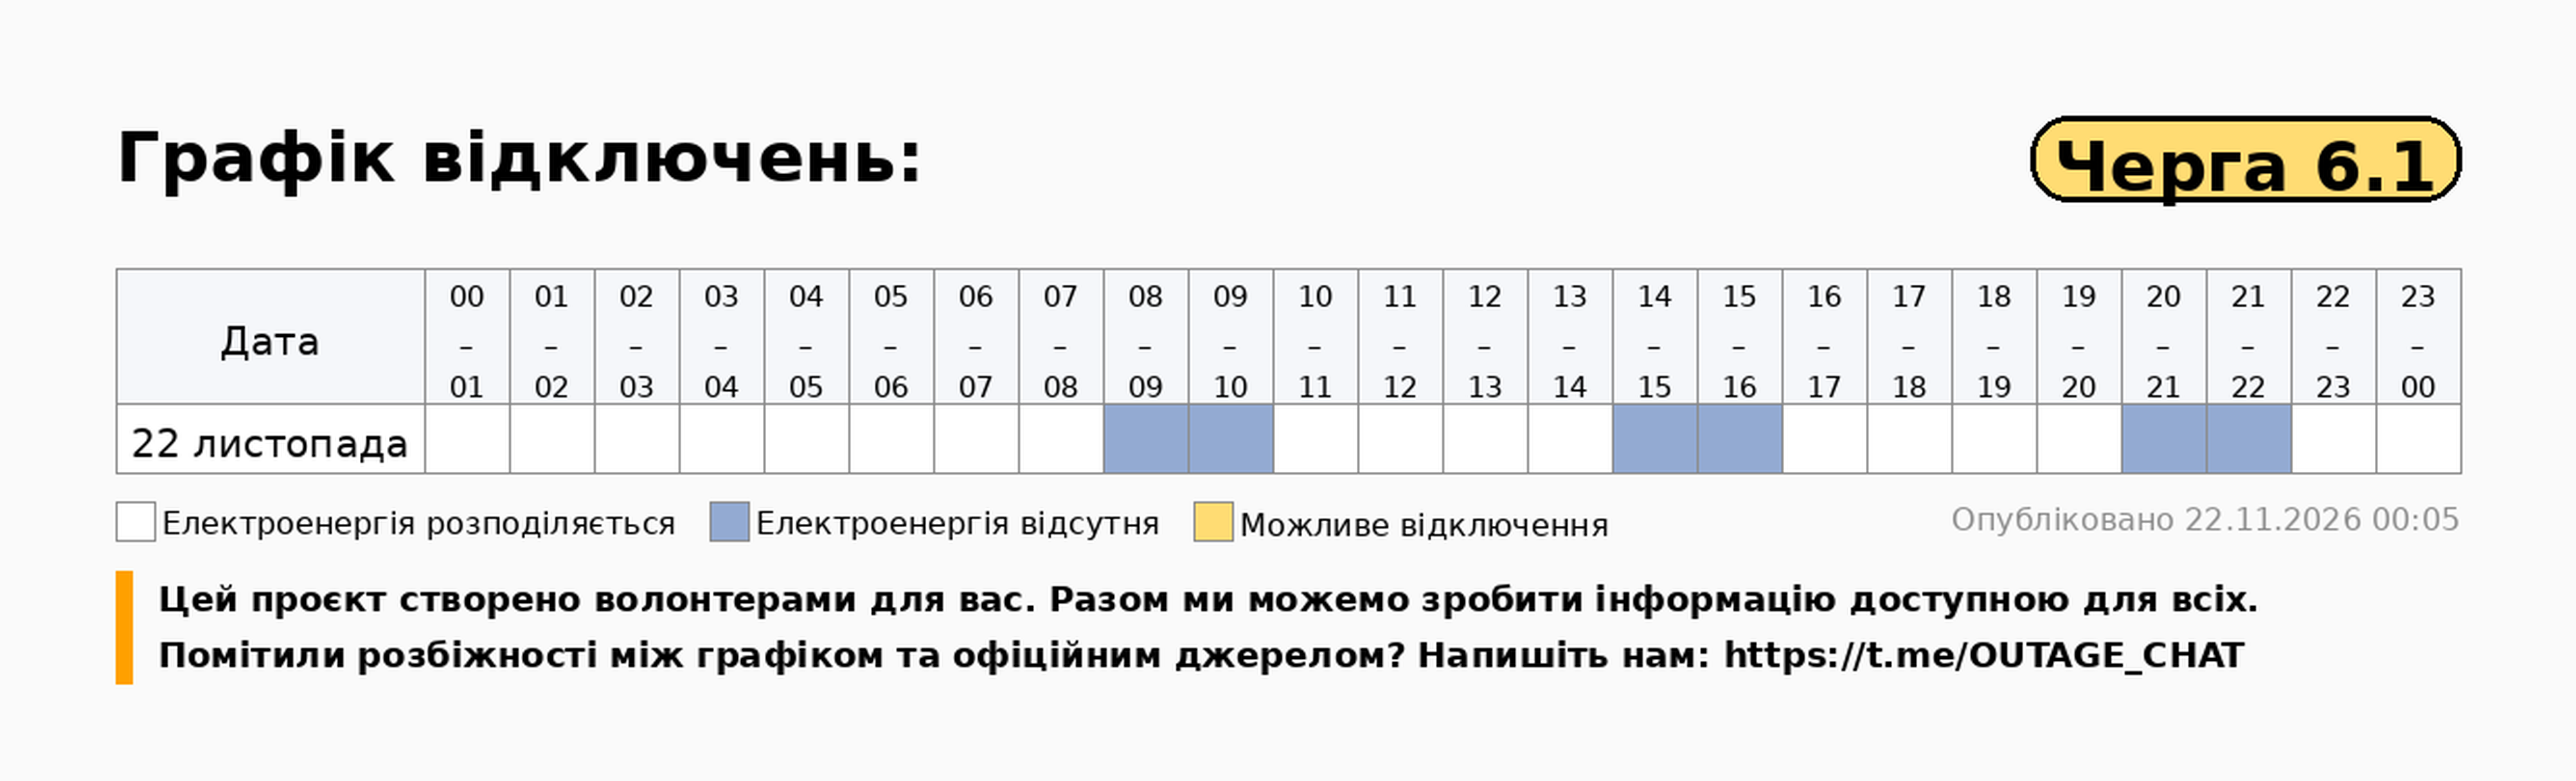 Графік відключень:
Черга 6.1
Дата 00–01 01–02 02–03 03–04 04–05 05–06 06–07 07–08 08–09 09–10 10–11 11–12 12–13 13–14 14–15 15–16 16–17 17–18 18–19 19–20 20–21 21–22 22–23 23–00
22 листопада
Електроенергія розподіляється Електроенергія відсутня Можливе відключення
Опубліковано 22.11.2026 00:05
Цей проєкт створено волонтерами для вас. Разом ми можемо зробити інформацію доступною для всіх.
Помітили розбіжності між графіком та офіційним джерелом? Напишіть нам: https://t.me/OUTAGE_CHAT